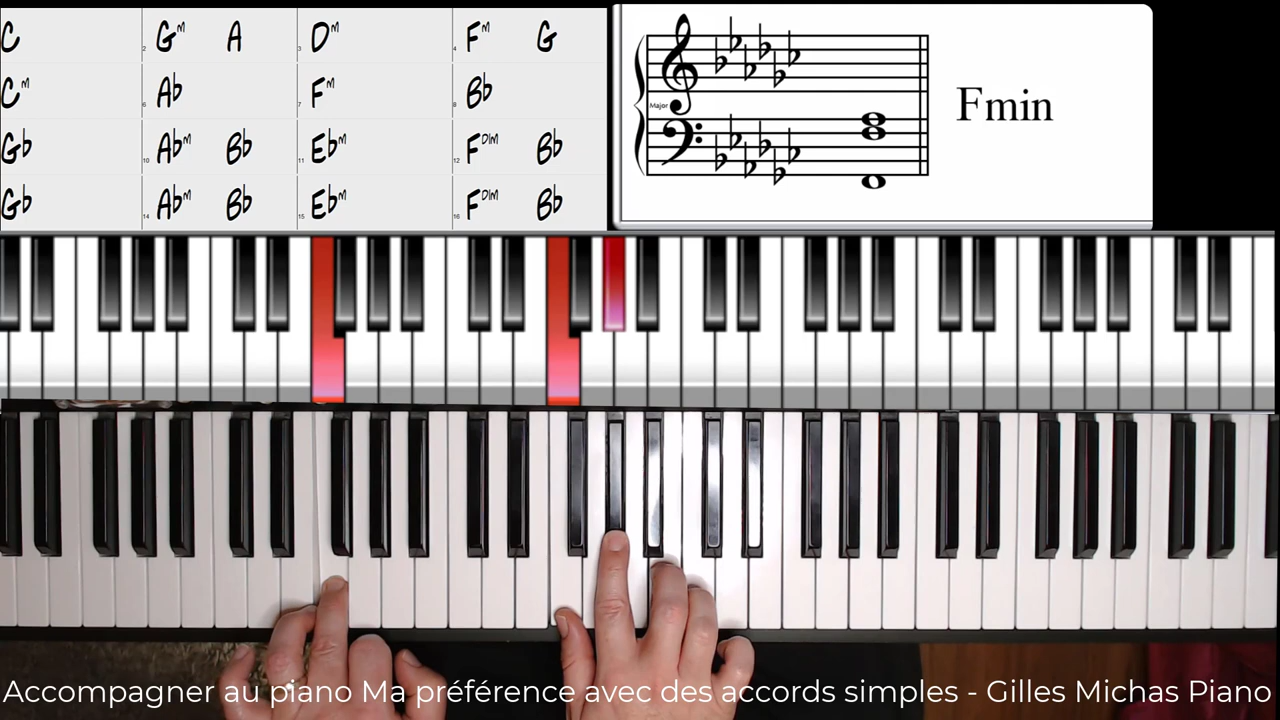 C 2 Gᴹ A 3 Dᴹ 4 Fᴹ G
Cᴹ 6 Ab 7 Fᴹ 8 Bb
Gb 10 Abᴹ Bb 11 Ebᴹ 12 Fᴰᴵᴹ Bb
Gb 14 Abᴹ Bb 15 Ebᴹ 16 Fᴰᴵᴹ Bb
Major
Fmin
Accompagner au piano Ma préférence avec des accords simples - Gilles Michas Piano